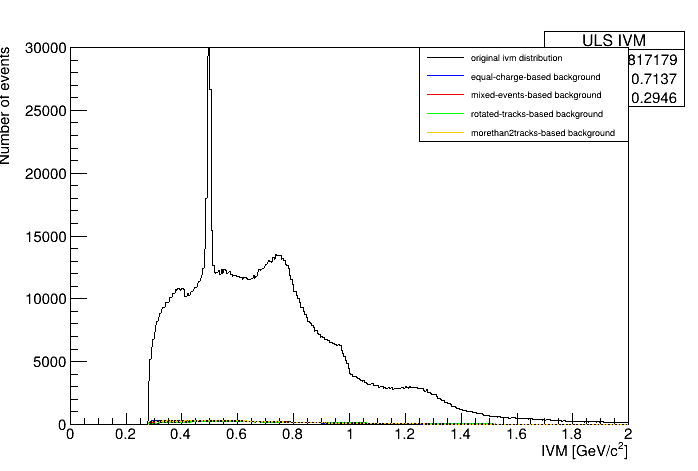 ULS IVM
817179
0.7137
0.2946
original ivm distribution
equal-charge-based background
mixed-events-based background
rotated-tracks-based background
morethan2tracks-based background
Number of events
30000
25000
20000
15000
10000
5000
0
0 0.2 0.4 0.6 0.8 1 1.2 1.4 1.6 1.8 2
IVM [GeV/c²]